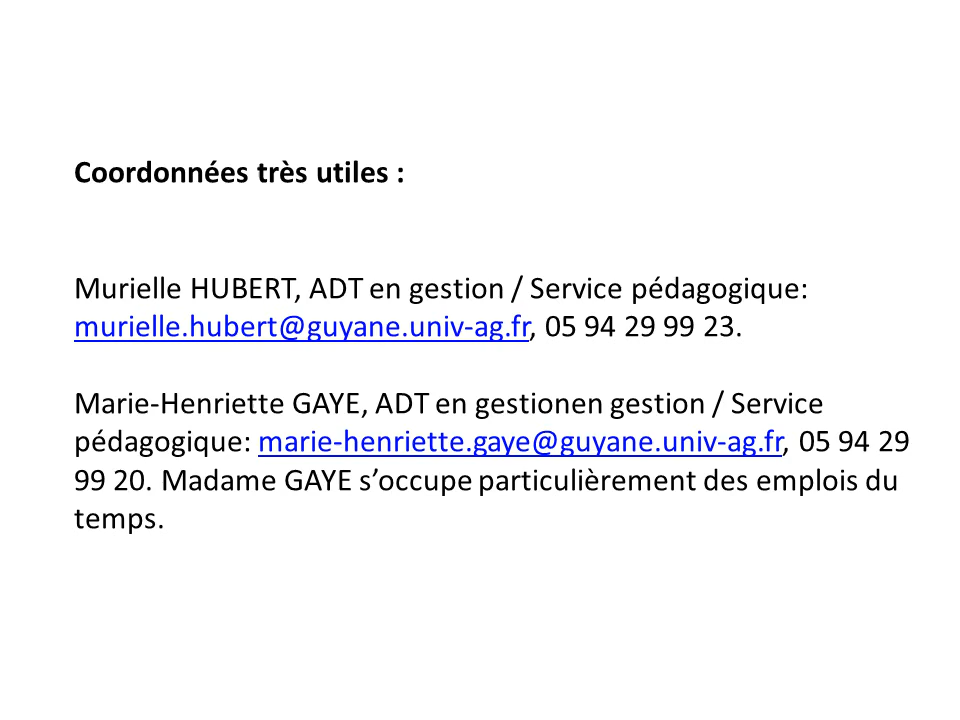 Coordonnées très utiles :
Murielle HUBERT, ADT en gestion / Service pédagogique:
murielle.hubert@guyane.univ-ag.fr, 05 94 29 99 23.
Marie-Henriette GAYE, ADT en gestionen gestion / Service
pédagogique: marie-henriette.gaye@guyane.univ-ag.fr, 05 94 29
99 20. Madame GAYE s’occupe particulièrement des emplois du
temps.